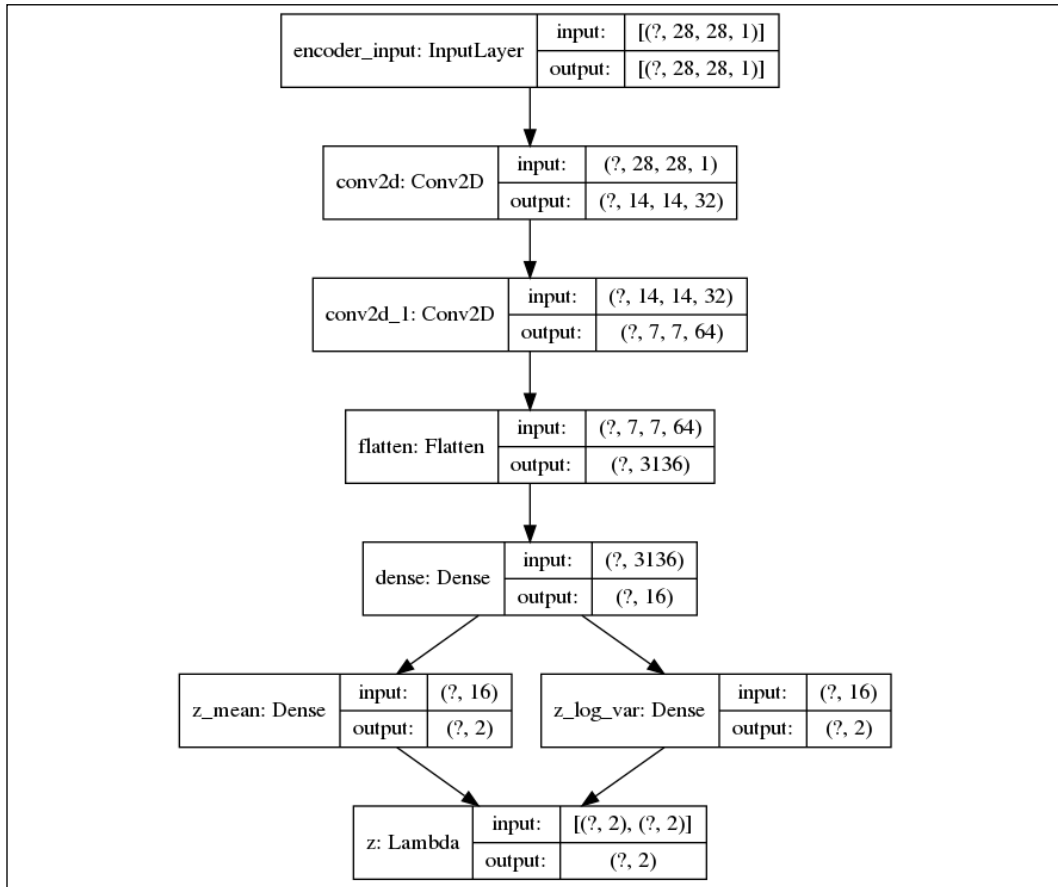 encoder_input: InputLayer
input: [(?, 28, 28, 1)]
output: [(?, 28, 28, 1)]
conv2d: Conv2D
input: (?, 28, 28, 1)
output: (?, 14, 14, 32)
conv2d_1: Conv2D
input: (?, 14, 14, 32)
output: (?, 7, 7, 64)
flatten: Flatten
input: (?, 7, 7, 64)
output: (?, 3136)
dense: Dense
input: (?, 3136)
output: (?, 16)
z_mean: Dense
input: (?, 16)
output: (?, 2)
z_log_var: Dense
input: (?, 16)
output: (?, 2)
z: Lambda
input: [(?, 2), (?, 2)]
output: (?, 2)